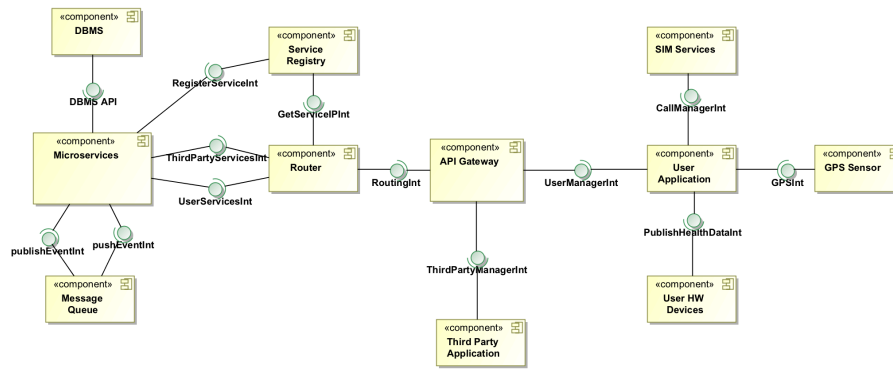 «component»
DBMS
«component»
Service
Registry
«component»
SIM Services
RegisterServiceInt
DBMS API
CallManagerInt
GetServiceIPInt
«component»
Microservices
ThirdPartyServicesInt
UserServicesInt
«component»
Router
RoutingInt
«component»
API Gateway
UserManagerInt
«component»
User
Application
GPSInt
«component»
GPS Sensor
publishEventInt
pushEventInt
PublishHealthDataInt
ThirdPartyManagerInt
«component»
Message
Queue
«component»
User HW
Devices
«component»
Third Party
Application